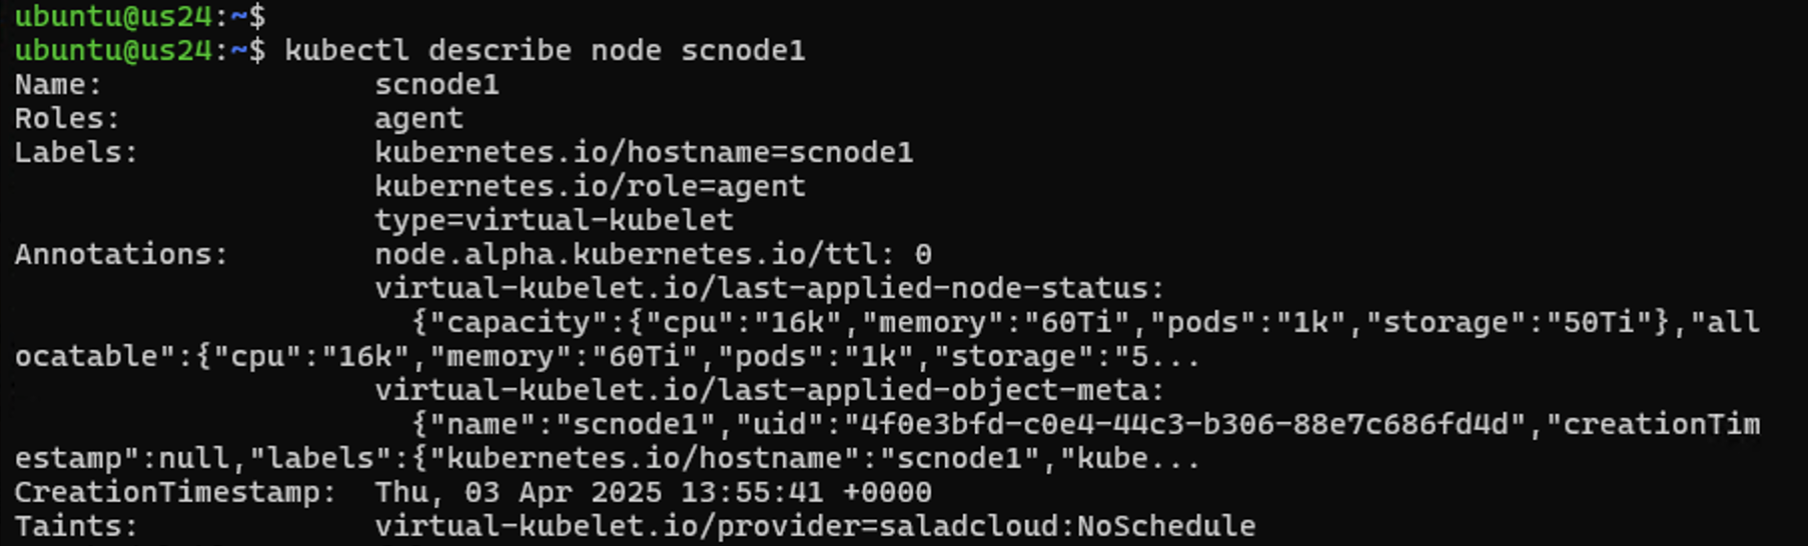 ubuntu@us24:~$
ubuntu@us24:~$ kubectl describe node scnode1
Name:               scnode1
Roles:              agent
Labels:             kubernetes.io/hostname=scnode1
                    kubernetes.io/role=agent
                    type=virtual-kubelet
Annotations:        node.alpha.kubernetes.io/ttl: 0
                    virtual-kubelet.io/last-applied-node-status:
                      {"capacity":{"cpu":"16k","memory":"60Ti","pods":"1k","storage":"50Ti"},"all
ocatable":{"cpu":"16k","memory":"60Ti","pods":"1k","storage":"5...
                    virtual-kubelet.io/last-applied-object-meta:
                      {"name":"scnode1","uid":"4f0e3bfd-c0e4-44c3-b306-88e7c686fd4d","creationTim
estamp":null,"labels":{"kubernetes.io/hostname":"scnode1","kube...
CreationTimestamp:  Thu, 03 Apr 2025 13:55:41 +0000
Taints:             virtual-kubelet.io/provider=saladcloud:NoSchedule